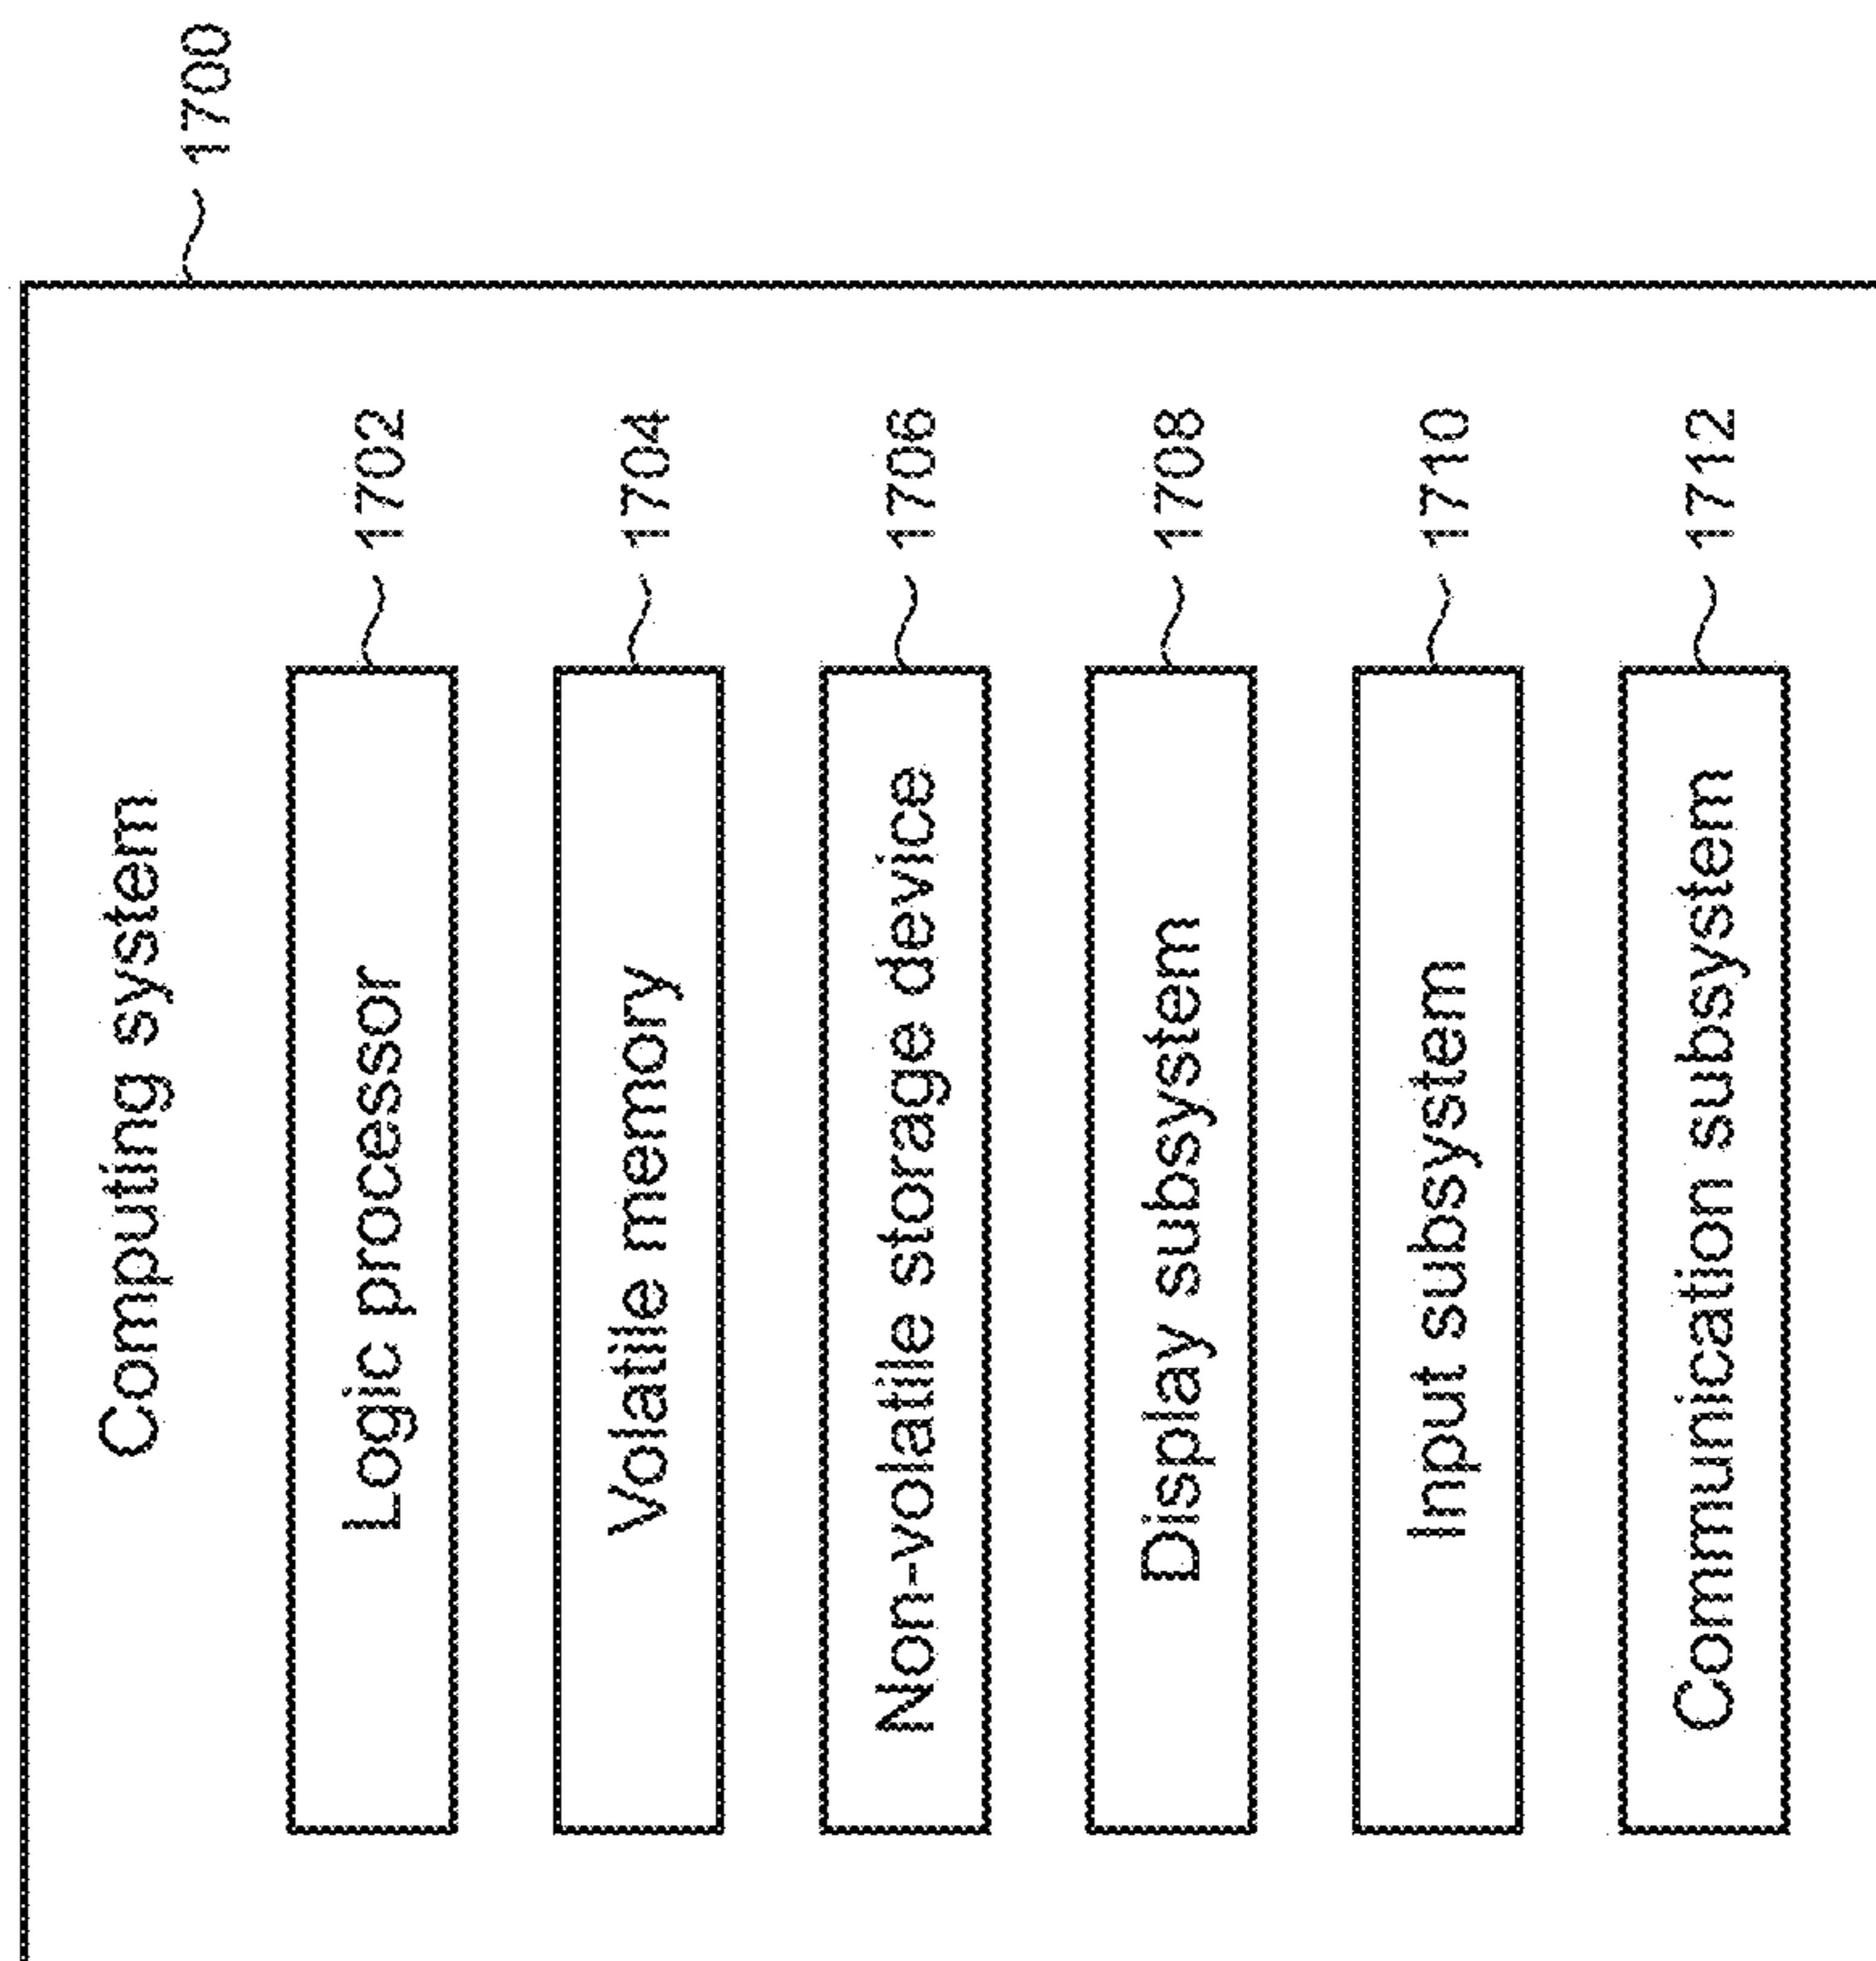 1700
Computing system
Logic processor 1702
Volatile memory 1704
Non-volatile storage device 1706
Display subsystem 1708
Input subsystem 1710
Communication subsystem 1712